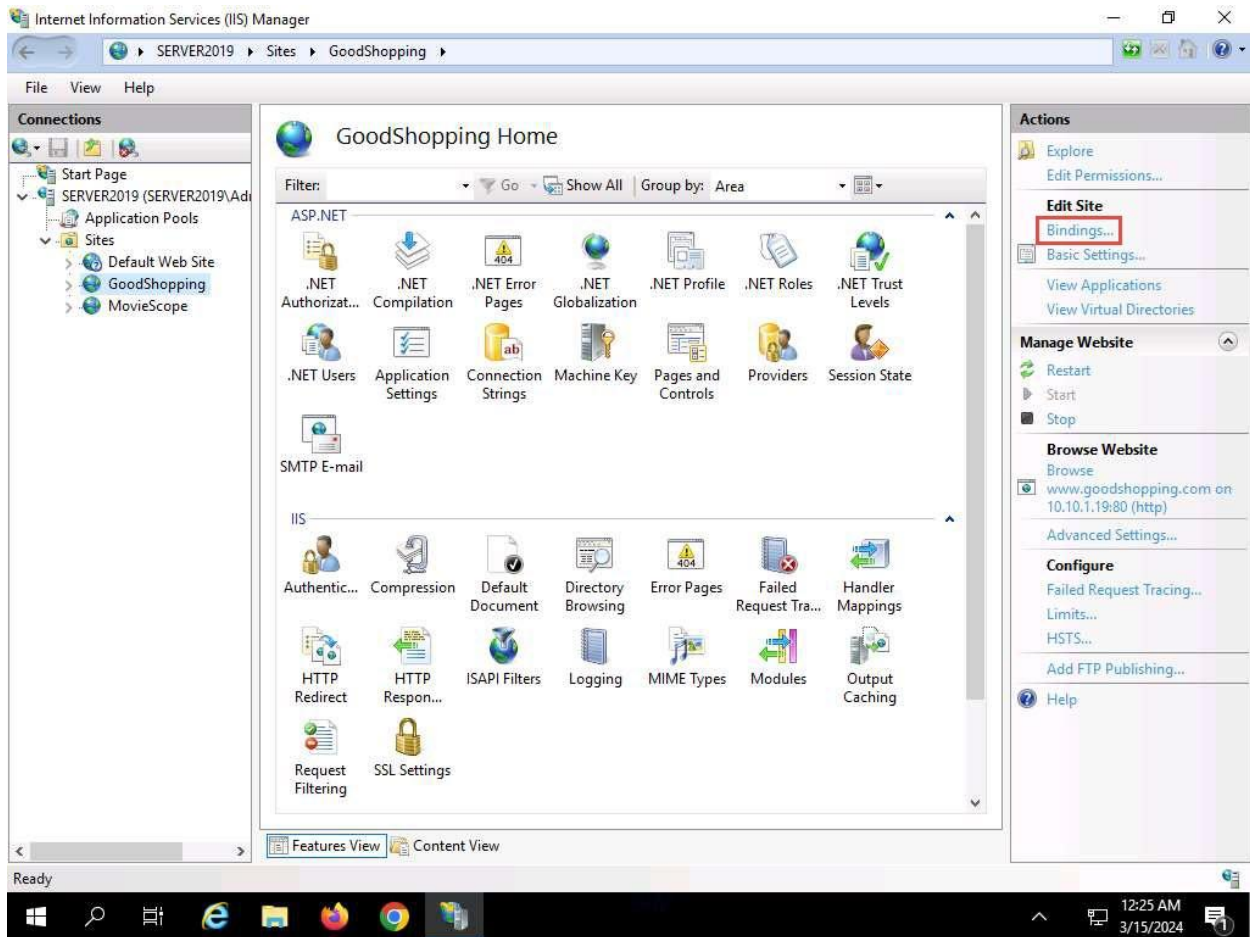 Internet Information Services (IIS) Manager
SERVER2019 Sites GoodShopping
File View Help
Connections
Start Page
SERVER2019 (SERVER2019\Adm
Application Pools
Sites
Default Web Site
GoodShopping
MovieScope
GoodShopping Home
Filter: Go Show All Group by: Area
ASP.NET
.NET Authorizat...
.NET Compilation
.NET Error Pages
.NET Globalization
.NET Profile
.NET Roles
.NET Trust Levels
.NET Users
Application Settings
Connection Strings
Machine Key
Pages and Controls
Providers
Session State
SMTP E-mail
IIS
Authentic...
Compression
Default Document
Directory Browsing
Error Pages
Failed Request Tra...
Handler Mappings
HTTP Redirect
HTTP Respon...
ISAPI Filters
Logging
MIME Types
Modules
Output Caching
Request Filtering
SSL Settings
Features View Content View
Actions
Explore
Edit Permissions...
Edit Site
Bindings...
Basic Settings...
View Applications
View Virtual Directories
Manage Website
Restart
Start
Stop
Browse Website
Browse
www.goodshopping.com on
10.10.1.19:80 (http)
Advanced Settings...
Configure
Failed Request Tracing...
Limits...
HSTS...
Add FTP Publishing...
Help
Ready
12:25 AM
3/15/2024